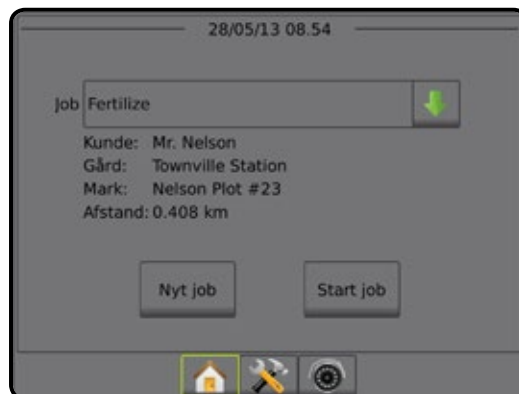 28/05/13 08.54
Job Fertilize
Kunde: Mr. Nelson
Gård: Townville Station
Mark: Nelson Plot #23
Afstand: 0.408 km
Nyt job
Start job